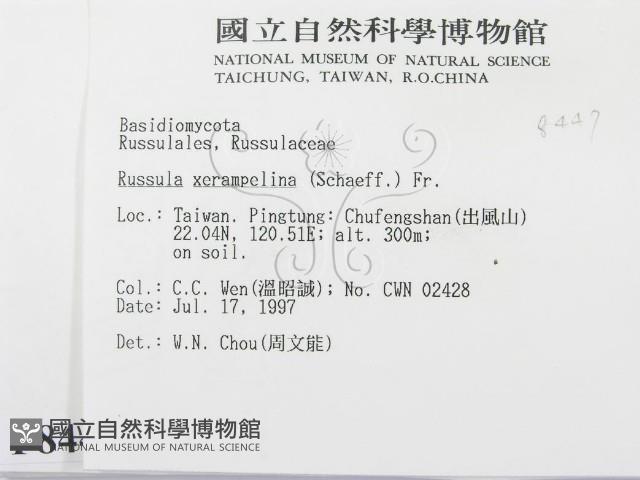 國立自然科學博物館
NATIONAL MUSEUM OF NATURAL SCIENCE
TAICHUNG, TAIWAN, R.O.CHINA
8447
Basidiomycota
Russulales, Russulaceae
Russula xerampelina (Schaeff.) Fr.
Loc.: Taiwan. Pingtung: Chufengshan(出風山)
22.04N, 120.51E; alt. 300m;
on soil.
Col.: C.C. Wen(溫昭誠); No. CWN 02428
Date: Jul. 17, 1997
Det.: W.N. Chou(周文能)
國立自然科學博物館
NATIONAL MUSEUM OF NATURAL SCIENCE